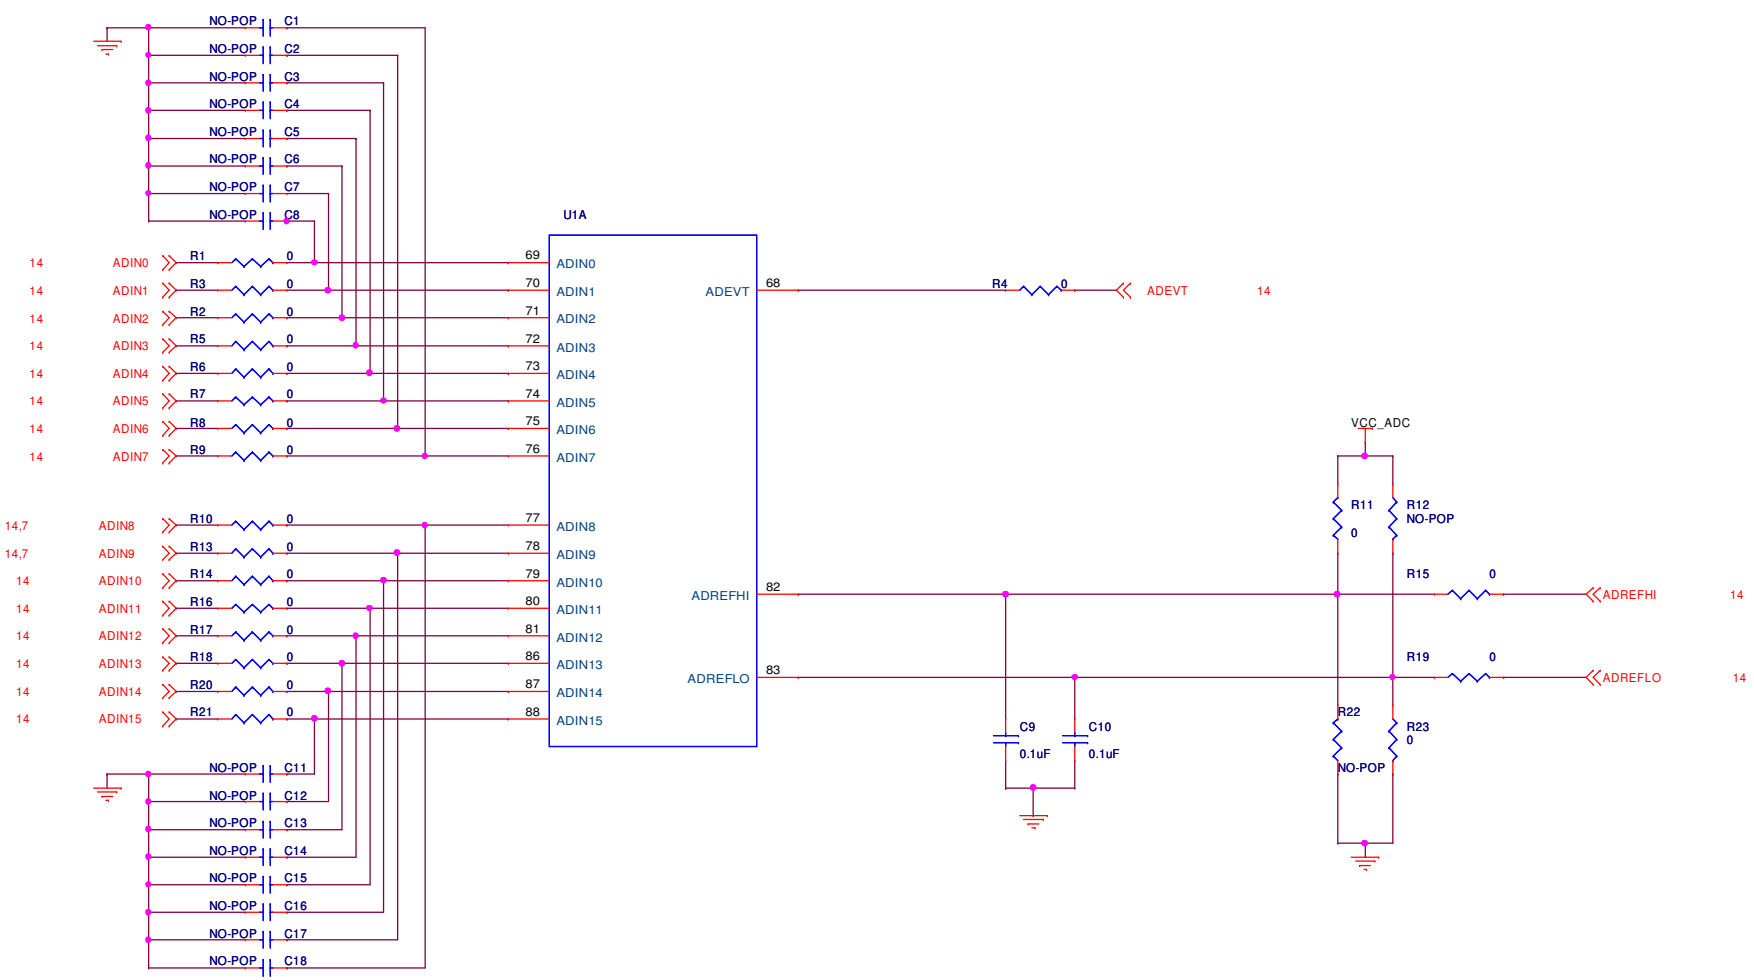 NO-POP C1
NO-POP C2
NO-POP C3
NO-POP C4
NO-POP C5
NO-POP C6
NO-POP C7
NO-POP C8
U1A
14 ADIN0 R1 0 69 ADIN0
14 ADIN1 R3 0 70 ADIN1
ADEVT 68 R4 0 ADEVT 14
14 ADIN2 R2 0 71 ADIN2
14 ADIN3 R5 0 72 ADIN3
14 ADIN4 R6 0 73 ADIN4
14 ADIN5 R7 0 74 ADIN5
14 ADIN6 R8 0 75 ADIN6
14 ADIN7 R9 0 76 ADIN7
VCC_ADC
R11
0
R12
NO-POP
14,7 ADIN8 R10 0 77 ADIN8
14,7 ADIN9 R13 0 78 ADIN9
14 ADIN10 R14 0 79 ADIN10
14 ADIN11 R16 0 80 ADIN11
ADREFHI 82 R15 0 ADREFHI 14
14 ADIN12 R17 0 81 ADIN12
14 ADIN13 R18 0 86 ADIN13
14 ADIN14 R20 0 87 ADIN14
ADREFLO 83 R19 0 ADREFLO 14
14 ADIN15 R21 0 88 ADIN15
C9
0.1uF
C10
0.1uF
R22
NO-POP
R23
0
NO-POP C11
NO-POP C12
NO-POP C13
NO-POP C14
NO-POP C15
NO-POP C16
NO-POP C17
NO-POP C18